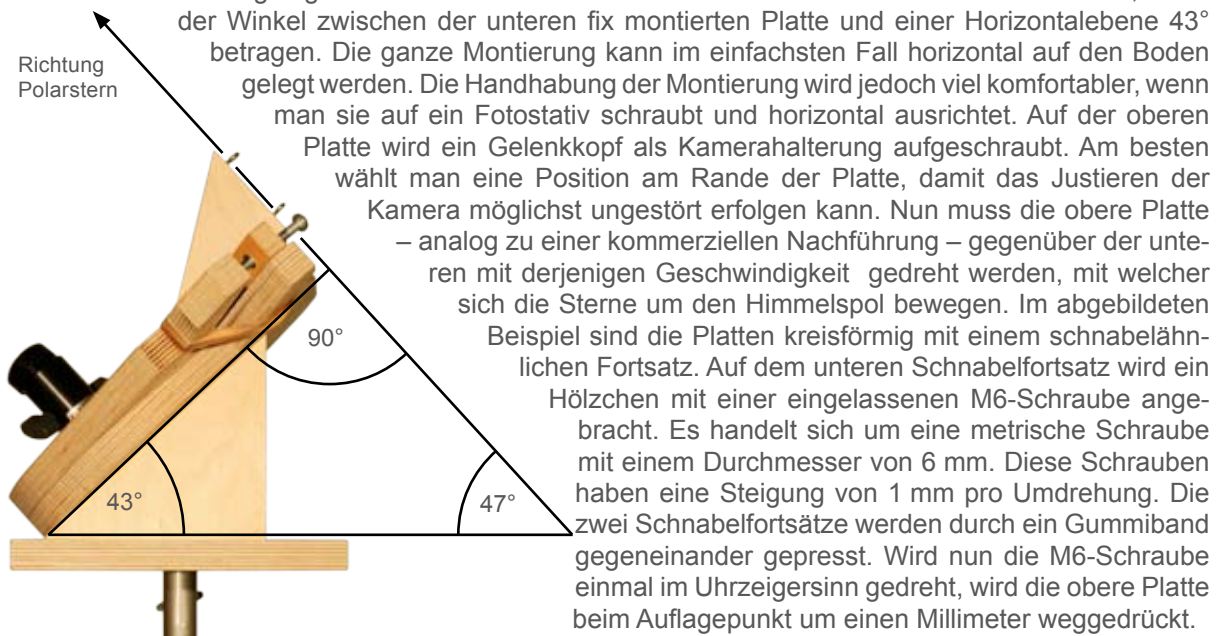 der Winkel zwischen der unteren fix montierten Platte und einer Horizontalebene 43°
betragen. Die ganze Montierung kann im einfachsten Fall horizontal auf den Boden
gelegt werden. Die Handhabung der Montierung wird jedoch viel komfortabler, wenn
man sie auf ein Fotostativ schraubt und horizontal ausrichtet. Auf der oberen
Platte wird ein Gelenkkopf als Kamerahalterung aufgeschraubt. Am besten
wählt man eine Position am Rande der Platte, damit das Justieren der
Kamera möglichst ungestört erfolgen kann. Nun muss die obere Platte
– analog zu einer kommerziellen Nachführung – gegenüber der unte-
ren mit derjenigen Geschwindigkeit gedreht werden, mit welcher
sich die Sterne um den Himmelspol bewegen. Im abgebildeten
Beispiel sind die Platten kreisförmig mit einem schnabelähn-
lichen Fortsatz. Auf dem unteren Schnabelfortsatz wird ein
Hölzchen mit einer eingelassenen M6-Schraube ange-
bracht. Es handelt sich um eine metrische Schraube
mit einem Durchmesser von 6 mm. Diese Schrauben
haben eine Steigung von 1 mm pro Umdrehung. Die
zwei Schnabelfortsätze werden durch ein Gummiband
gegeneinander gepresst. Wird nun die M6-Schraube
einmal im Uhrzeigersinn gedreht, wird die obere Platte
beim Auflagepunkt um einen Millimeter weggedrückt.
Richtung
Polarstern
90°
43°
47°